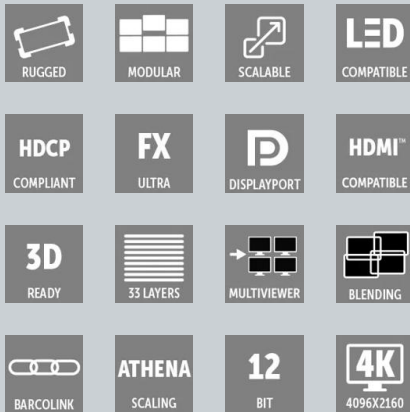 RUGGED
MODULAR
SCALABLE
LED
COMPATIBLE
HDCP
COMPLIANT
FX
ULTRA
DISPLAYPORT
HDMI™
COMPATIBLE
3D
READY
33 LAYERS
MULTIVIEWER
BLENDING
BARCOLINK
ATHENA
SCALING
12
BIT
4K
4096X2160